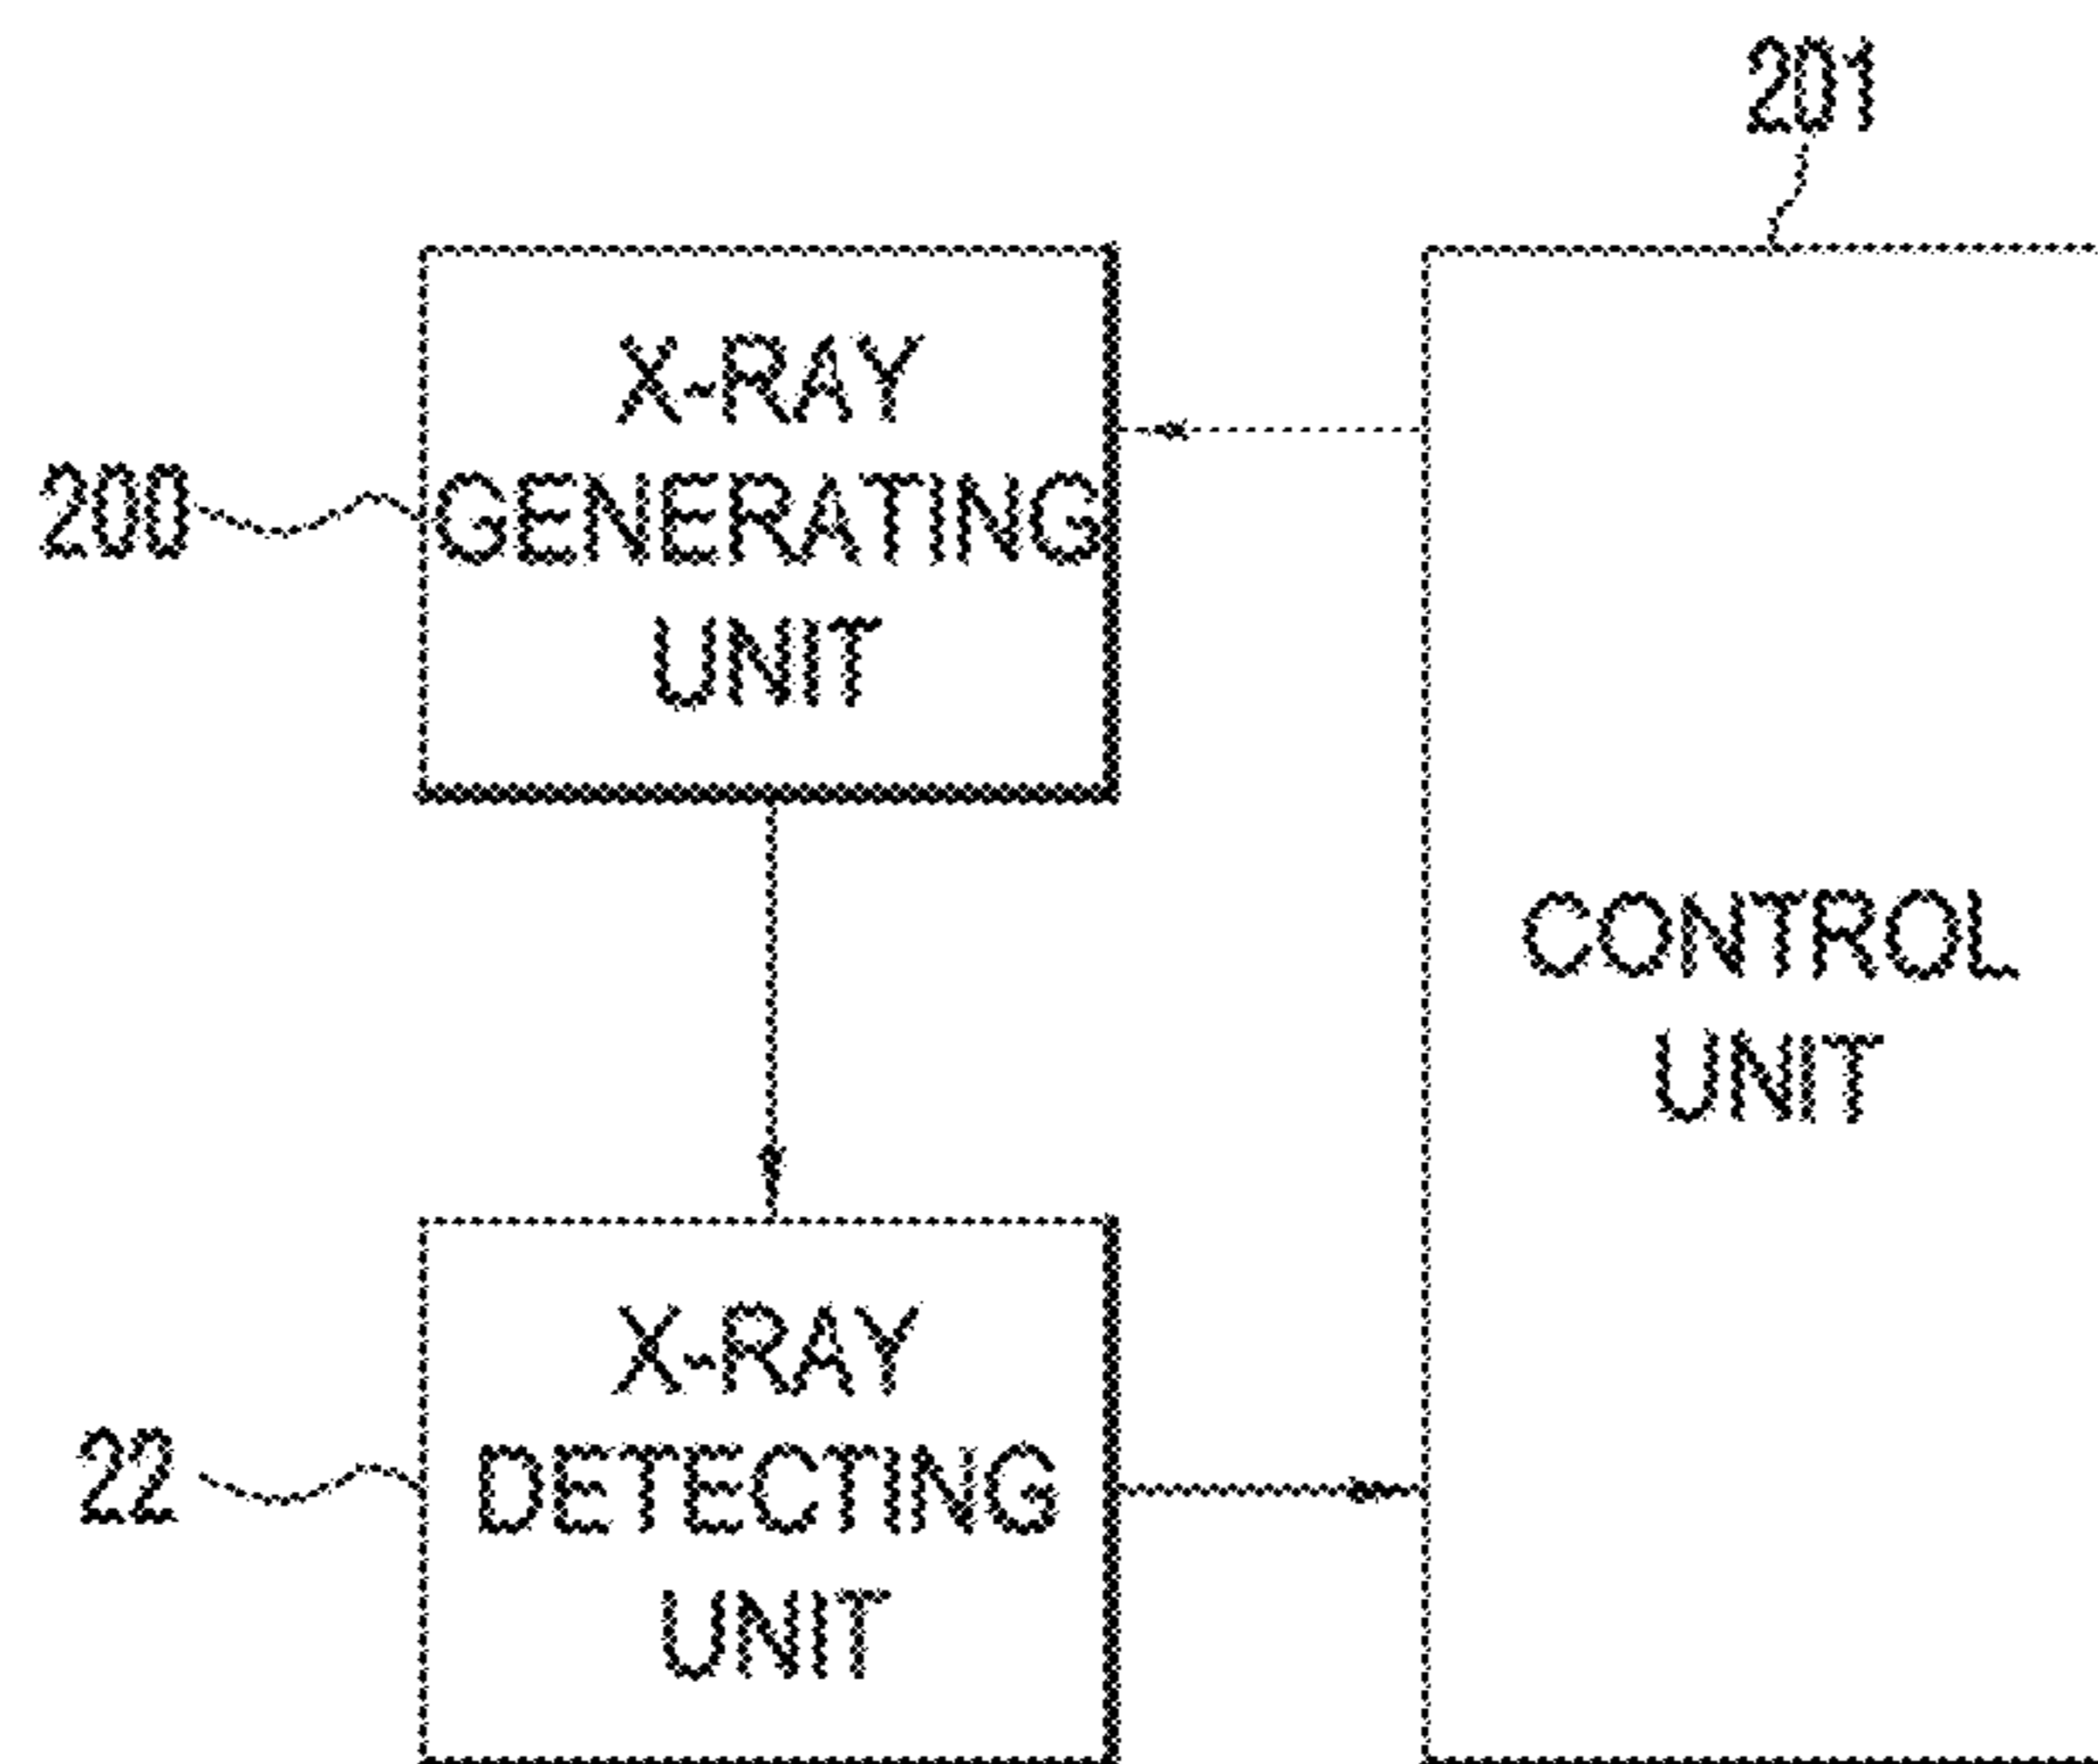 201
X-RAY
GENERATING
UNIT
200
CONTROL
UNIT
X-RAY
DETECTING
UNIT
22